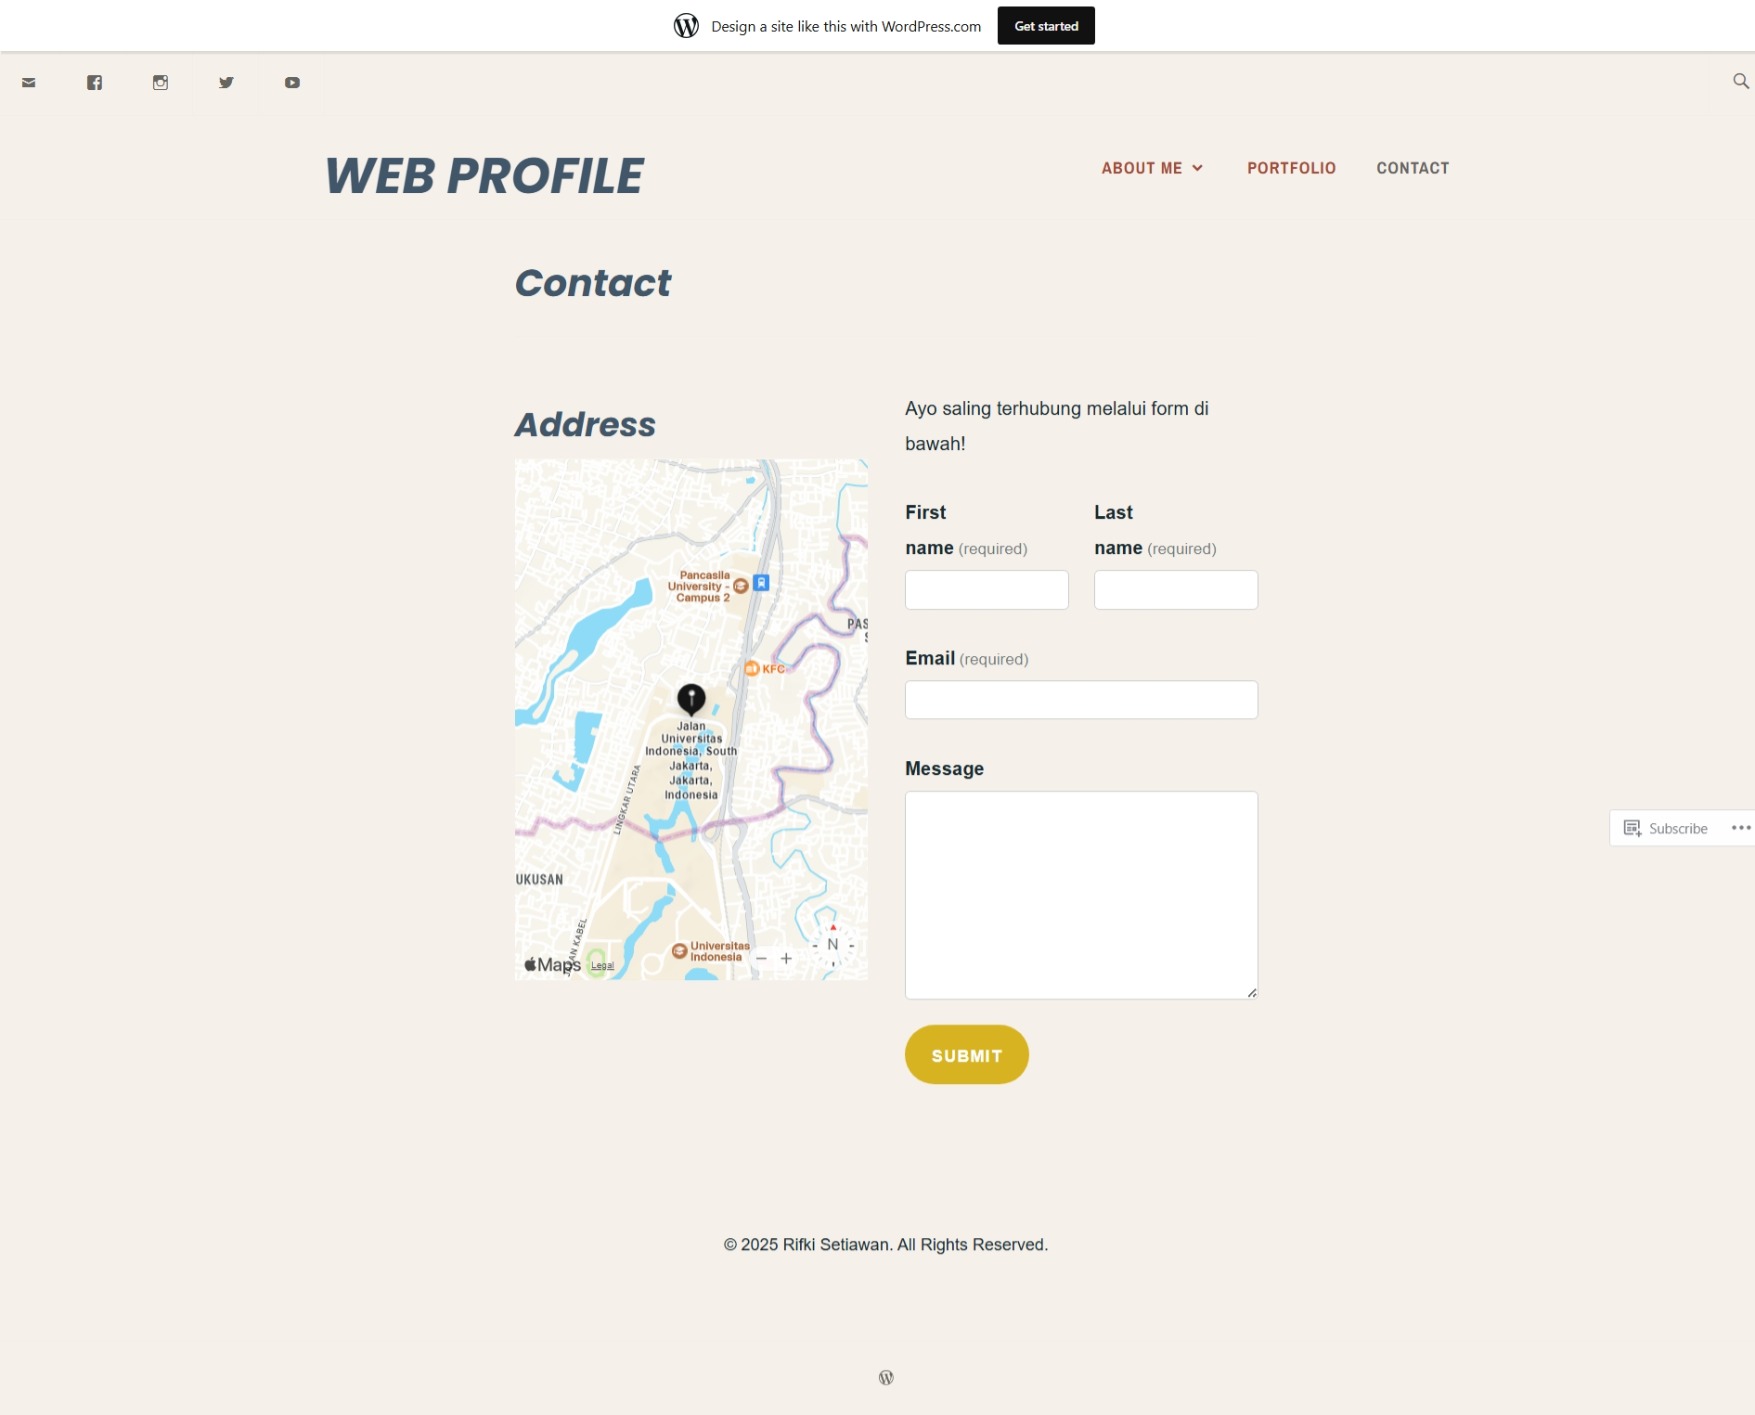 Design a site like this with WordPress.com
Get started
WEB PROFILE
ABOUT ME
PORTFOLIO
CONTACT
Contact
Address
Pancasila
University -
Campus 2
PAS
S
KFC
Jalan
Universitas
Indonesia, South
Jakarta,
Jakarta,
Indonesia
LINGKAR UTARA
UKUSAN
JALAN KABEL
Universitas
Indonesia
N
Maps
Legal
Ayo saling terhubung melalui form di
bawah!
First
name (required)
Last
name (required)
Email (required)
Message
SUBMIT
Subscribe
© 2025 Rifki Setiawan. All Rights Reserved.